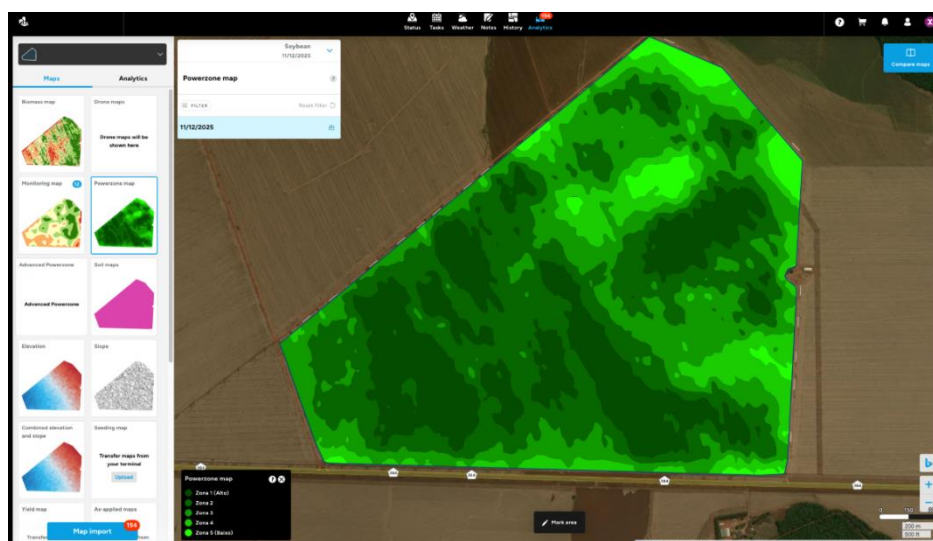 194
Status Tasks Weather Notes History Analytics
Maps Analytics
Biomass map
Drone maps
Drone maps will be
shown here
Monitoring map
Powerzone map
Advanced Powerzone
Advanced Powerzone
Soil maps
Elevation
Slope
Combined elevation
and slope
Seeding map
Transfer maps from
your terminal
Upload
Yield map
As-applied maps
Map import
194
Soybean
11/12/2025
Powerzone map
FILTER
Reset filter
11/12/2025
Compare maps
Powerzone map
Zona 1 (Alto)
Zona 2
Zona 3
Zona 4
Zona 5 (Baixo)
Mark area
0 150
200 m
500 ft